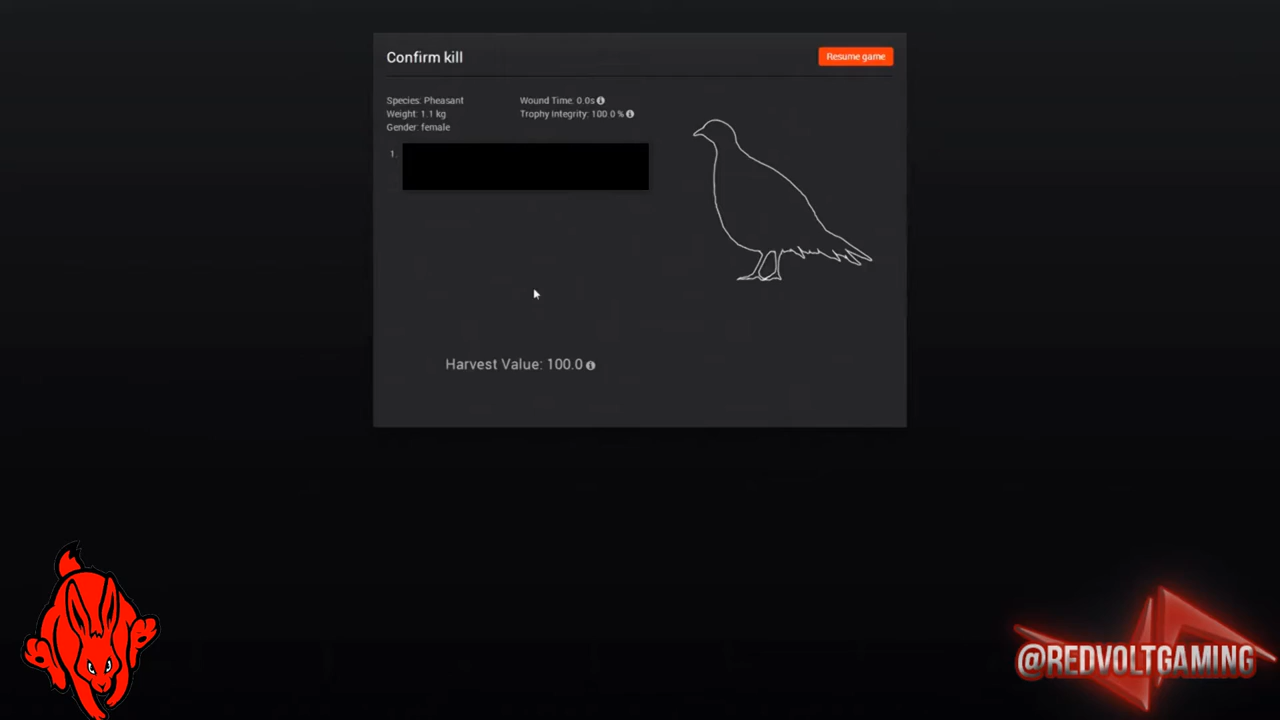 Confirm kill
Resume game
Species: Pheasant
Weight: 1.1 kg
Gender: female
Wound Time: 0.0s
Trophy Integrity: 100.0 %
1.
Harvest Value: 100.0
@REDVOLTGAMING